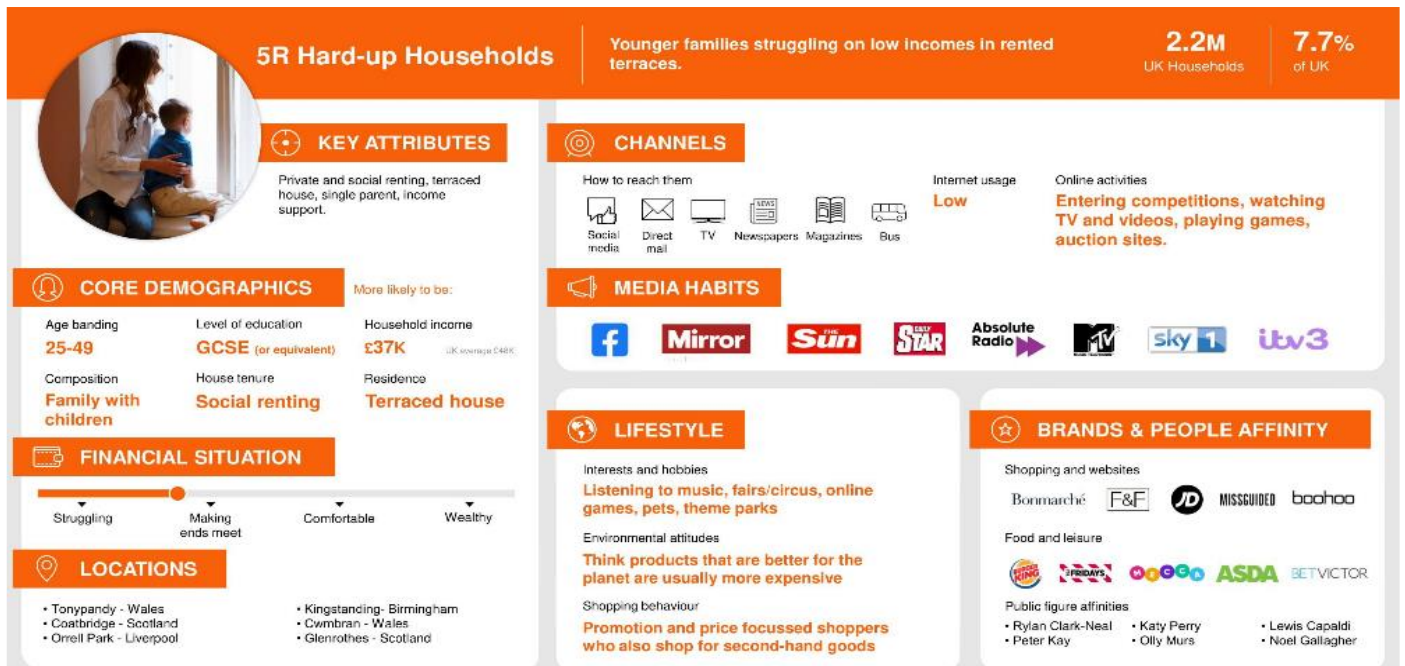 5R Hard-up Households
Younger families struggling on low incomes in rented
terraces.
2.2M
UK Households
7.7%
of UK
KEY ATTRIBUTES
Private and social renting, terraced
house, single parent, income
support.
CORE DEMOGRAPHICS
More likely to be:
Age banding
25-49
Level of education
GCSE (or equivalent)
Household income
£37K
UK average £48K
Composition
Family with
children
House tenure
Social renting
Residence
Terraced house
FINANCIAL SITUATION
Struggling
Making
ends meet
Comfortable
Wealthy
LOCATIONS
• Tonypandy - Wales
• Coatbridge - Scotland
• Orrell Park - Liverpool
• Kingstanding- Birmingham
• Cwmbran - Wales
• Glenrothes - Scotland
CHANNELS
How to reach them
NEWS
Social
media
Direct
mail
TV
Newspapers
Magazines
Bus
Internet usage
Low
Online activities
Entering competitions, watching
TV and videos, playing games,
auction sites.
MEDIA HABITS
f
Mirror
THE
Sun
DAILY
STAR
Absolute
Radio
MTV
sky 1
itv3
LIFESTYLE
Interests and hobbies
Listening to music, fairs/circus, online
games, pets, theme parks
Environmental attitudes
Think products that are better for the
planet are usually more expensive
Shopping behaviour
Promotion and price focussed shoppers
who also shop for second-hand goods
BRANDS & PEOPLE AFFINITY
Shopping and websites
Bonmarché
F&F
JD
MISSGUIDED
boohoo
Food and leisure
BURGER
KING
FRIDAYS
MECCA
ASDA
BETVICTOR
Public figure affinities
• Rylan Clark-Neal
• Peter Kay
• Katy Perry
• Olly Murs
• Lewis Capaldi
• Noel Gallagher